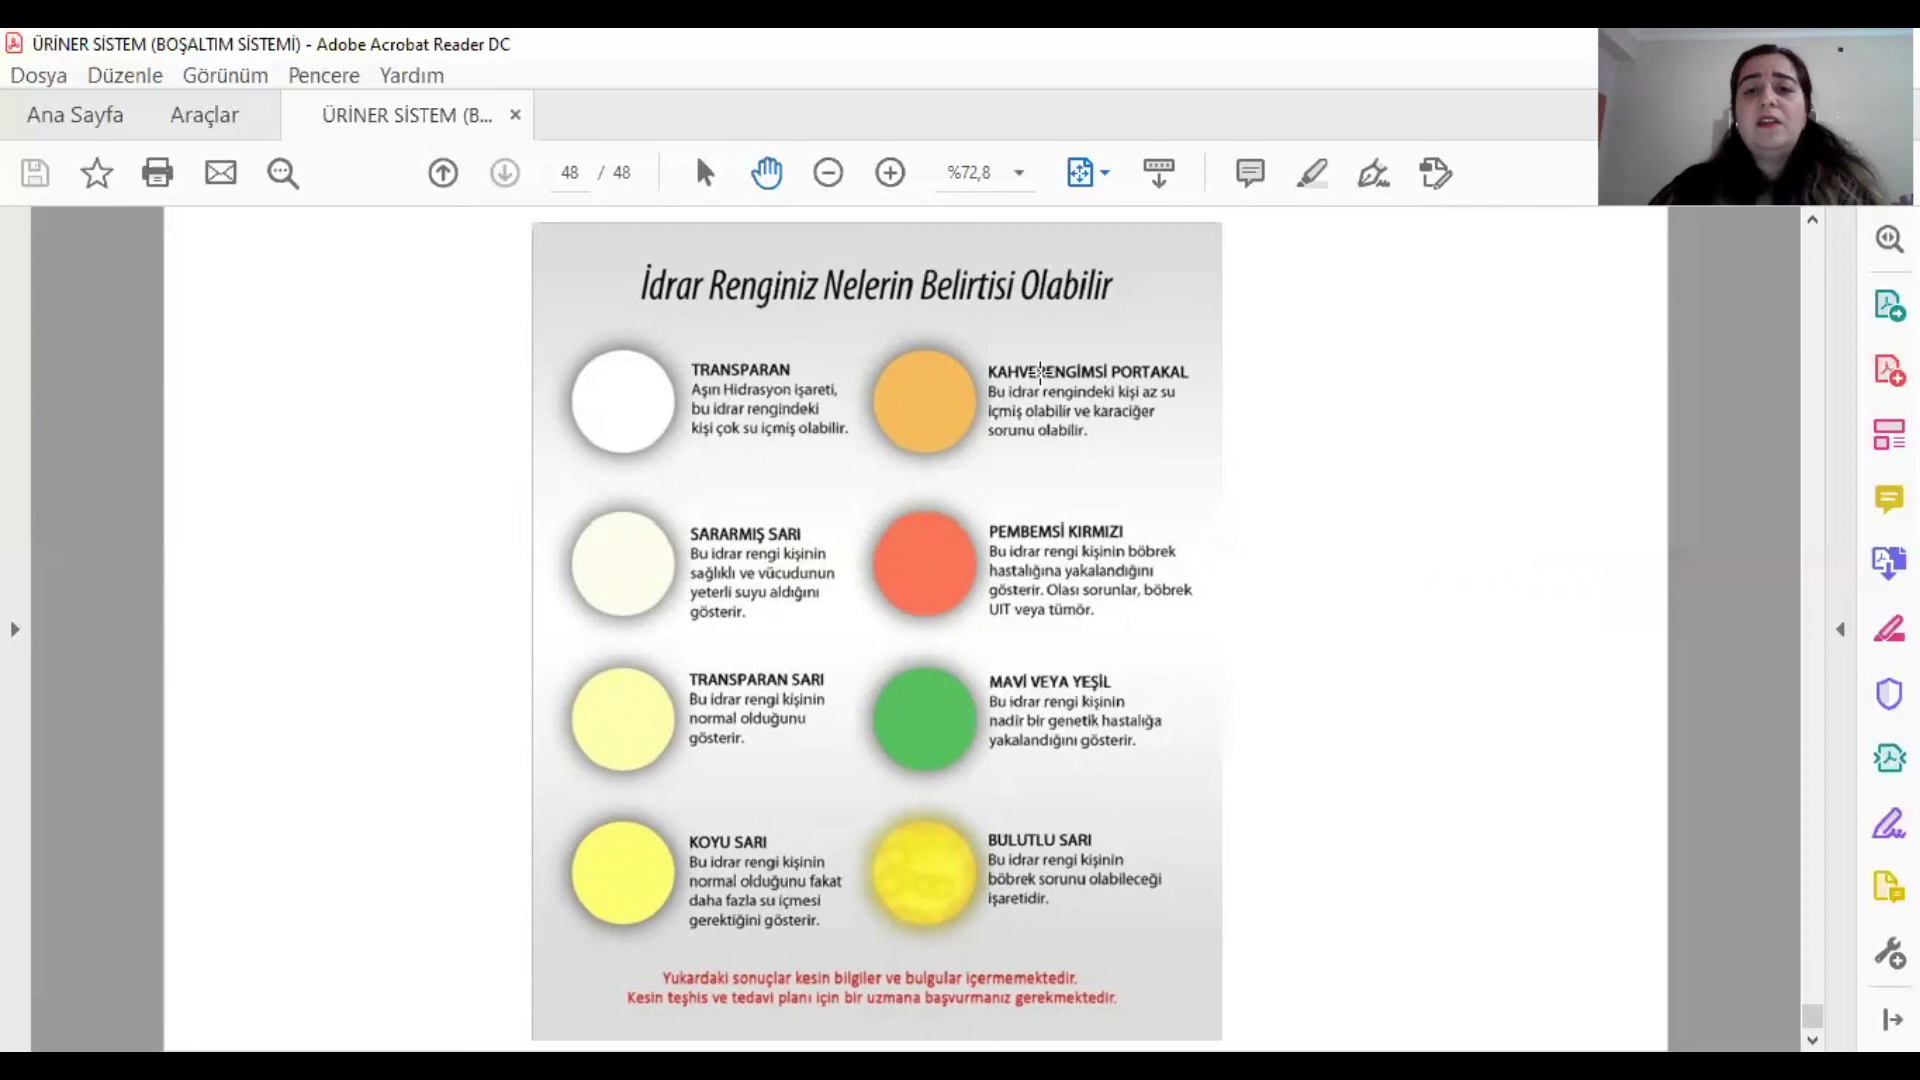 ÜRİNER SİSTEM (BOŞALTIM SİSTEMİ) - Adobe Acrobat Reader DC
Dosya Düzenle Görünüm Pencere Yardım
Ana Sayfa Araçlar ÜRİNER SİSTEM (B... ×
48 / 48 %72,8
İdrar Renginiz Nelerin Belirtisi Olabilir
TRANSPARAN
Aşırı Hidrasyon işareti,
bu idrar rengindeki
kişi çok su içmiş olabilir.
KAHVERENGİMSİ PORTAKAL
Bu idrar rengindeki kişi az su
içmiş olabilir ve karaciğer
sorunu olabilir.
SARARMIŞ SARI
Bu idrar rengi kişinin
sağlıklı ve vücudunun
yeterli suyu aldığını
gösterir.
PEMBEMSİ KIRMIZI
Bu idrar rengi kişinin böbrek
hastalığına yakalandığını
gösterir. Olası sorunlar, böbrek
UIT veya tümör.
TRANSPARAN SARI
Bu idrar rengi kişinin
normal olduğunu
gösterir.
MAVİ VEYA YEŞİL
Bu idrar rengi kişinin
nadir bir genetik hastalığa
yakalandığını gösterir.
KOYU SARI
Bu idrar rengi kişinin
normal olduğunu fakat
daha fazla su içmesi
gerektiğini gösterir.
BULUTLU SARI
Bu idrar rengi kişinin
böbrek sorunu olabileceği
işaretidir.
Yukardaki sonuçlar kesin bilgiler ve bulgular içermemektedir.
Kesin teşhis ve tedavi planı için bir uzmana başvurmanız gerekmektedir.